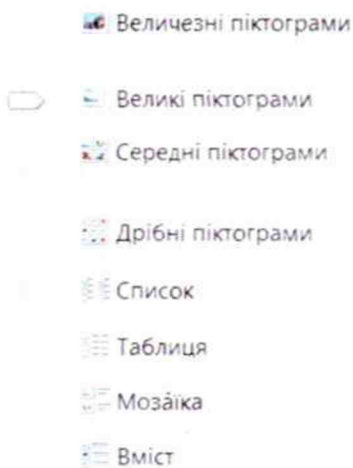 Величезні піктограми
Великі піктограми
Середні піктограми
Дрібні піктограми
Список
Таблиця
Мозаїка
Вміст